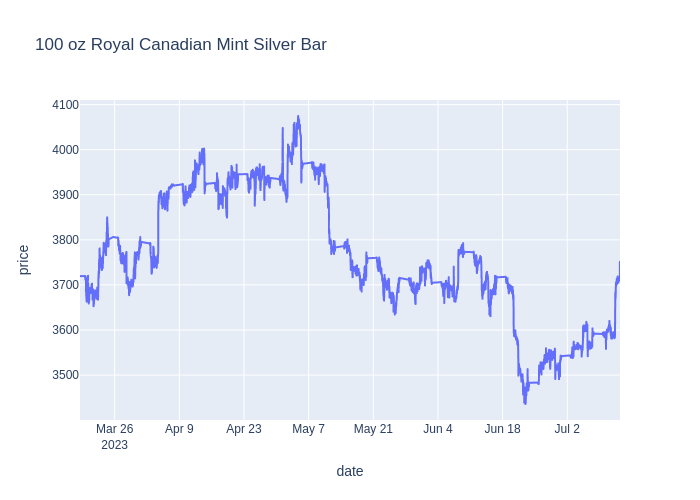 100 oz Royal Canadian Mint Silver Bar
4100
4000
3900
3800
3700
3600
3500
price
Mar 26 Apr 9 Apr 23 May 7 May 21 Jun 4 Jun 18 Jul 2
2023
date